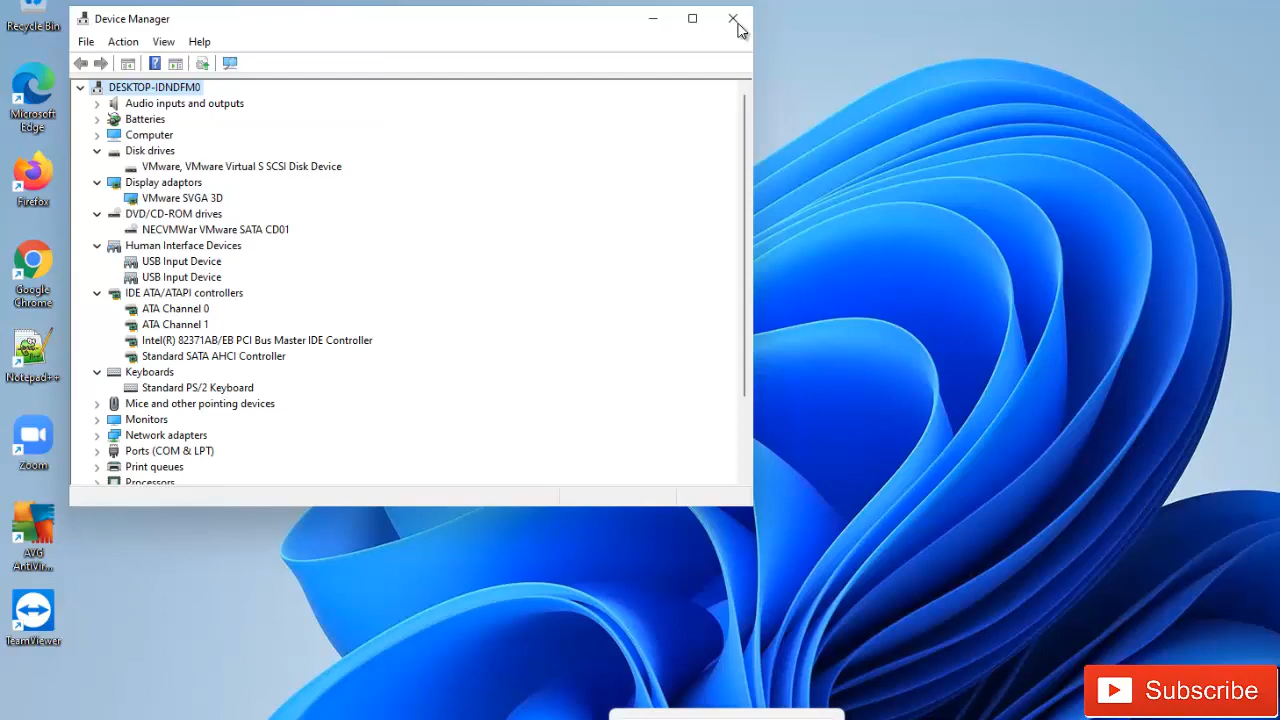 Recycle Bin
Device Manager
File Action View Help
DESKTOP-IDNDFM0
Audio inputs and outputs
Batteries
Computer
Disk drives
VMware, VMware Virtual S SCSI Disk Device
Display adaptors
VMware SVGA 3D
DVD/CD-ROM drives
NECVMWar VMware SATA CD01
Human Interface Devices
USB Input Device
USB Input Device
IDE ATA/ATAPI controllers
ATA Channel 0
ATA Channel 1
Intel(R) 82371AB/EB PCI Bus Master IDE Controller
Standard SATA AHCI Controller
Keyboards
Standard PS/2 Keyboard
Mice and other pointing devices
Monitors
Network adapters
Ports (COM & LPT)
Print queues
Processors
Microsoft
Edge
Firefox
Google
Chrome
Notepad++
Zoom
AVG
AntiVir...
TeamViewer
Subscribe